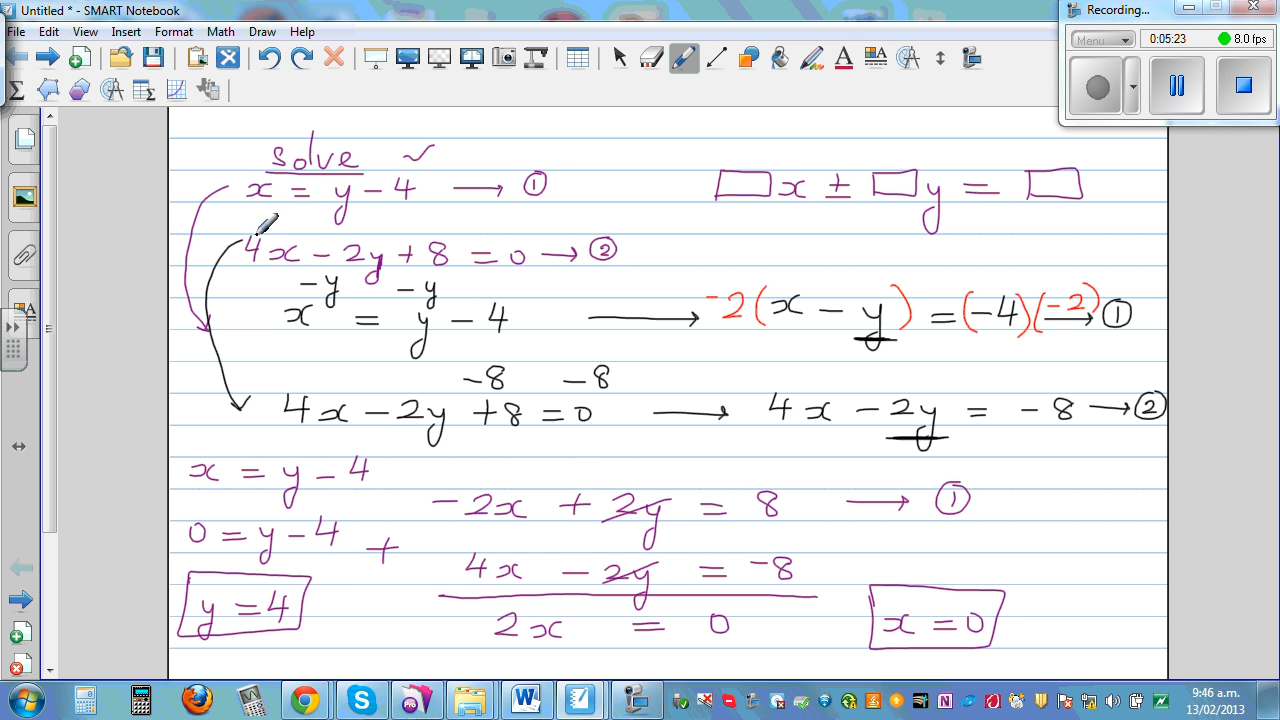 Untitled * - SMART Notebook
Recording...
File Edit View Insert Format Math Draw Help
Menu 0:05:23 8.0 fps
solve ✓
x = y - 4 → ① □x ± □y = □
4x - 2y + 8 = 0 → ②
-y -y
x = y - 4 → -2(x - y) = (-4)(-2) → ①
-8 -8
4x - 2y + 8 = 0 → 4x - 2y = -8 → ②
x = y - 4
-2x + 2y = 8 → ①
0 = y - 4
+ 4x - 2y = -8
y = 4
2x = 0
x = 0
9:46 a.m.
13/02/2013